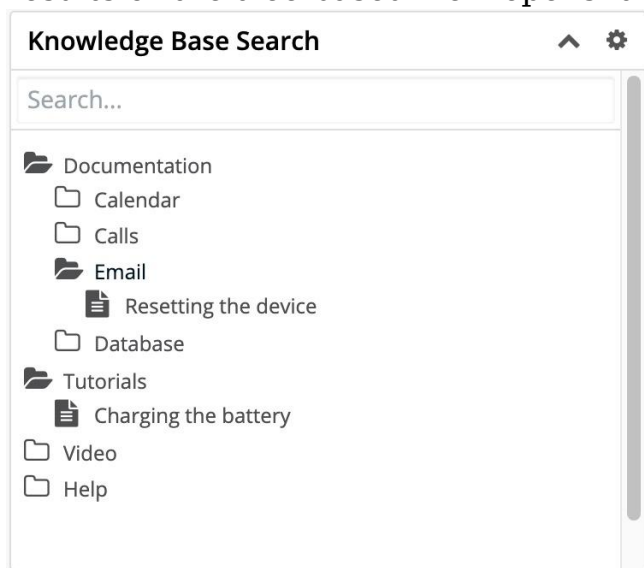 Knowledge Base Search
Search...
Documentation
Calendar
Calls
Email
Resetting the device
Database
Tutorials
Charging the battery
Video
Help